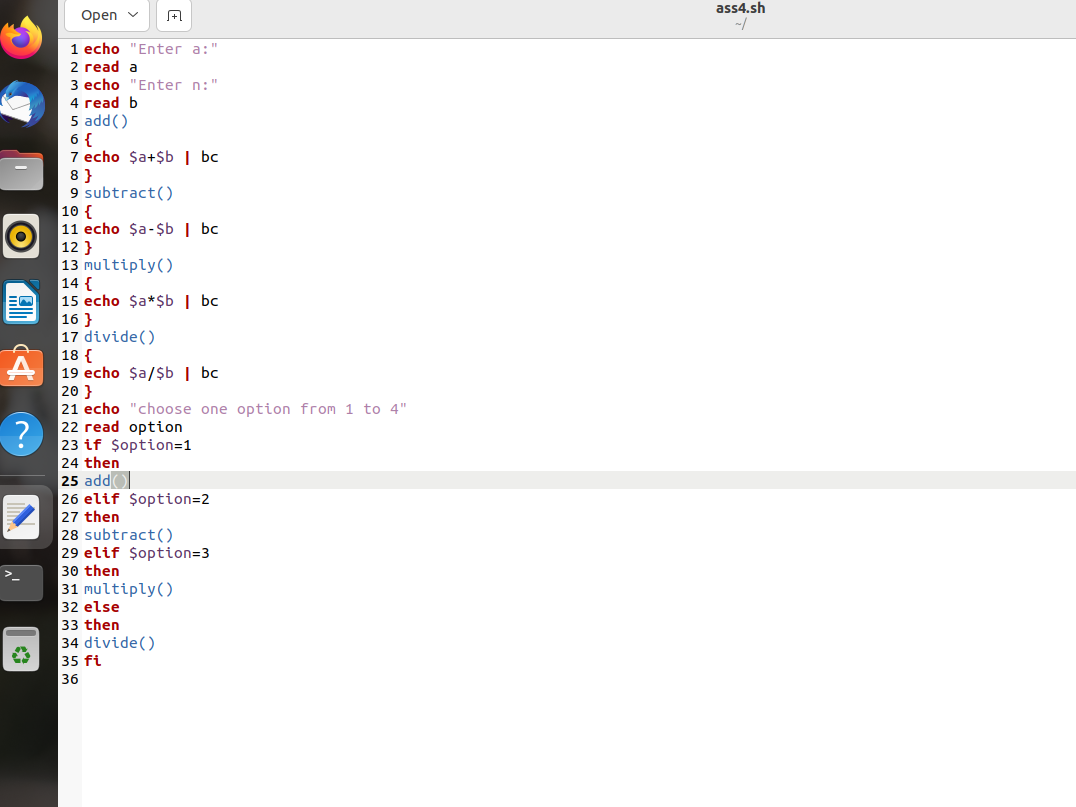 Open
ass4.sh
~/
1 echo "Enter a:"
2 read a
3 echo "Enter n:"
4 read b
5 add()
6 {
7 echo $a+$b | bc
8 }
9 subtract()
10 {
11 echo $a-$b | bc
12 }
13 multiply()
14 {
15 echo $a*$b | bc
16 }
17 divide()
18 {
19 echo $a/$b | bc
20 }
21 echo "choose one option from 1 to 4"
22 read option
23 if $option=1
24 then
25 add()
26 elif $option=2
27 then
28 subtract()
29 elif $option=3
30 then
31 multiply()
32 else
33 then
34 divide()
35 fi
36